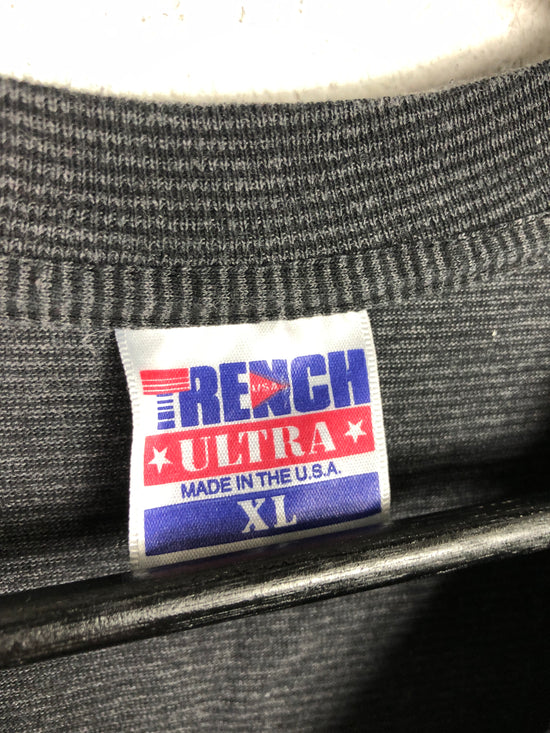 TRENCH
USA
ULTRA
MADE IN THE U.S.A.
XL